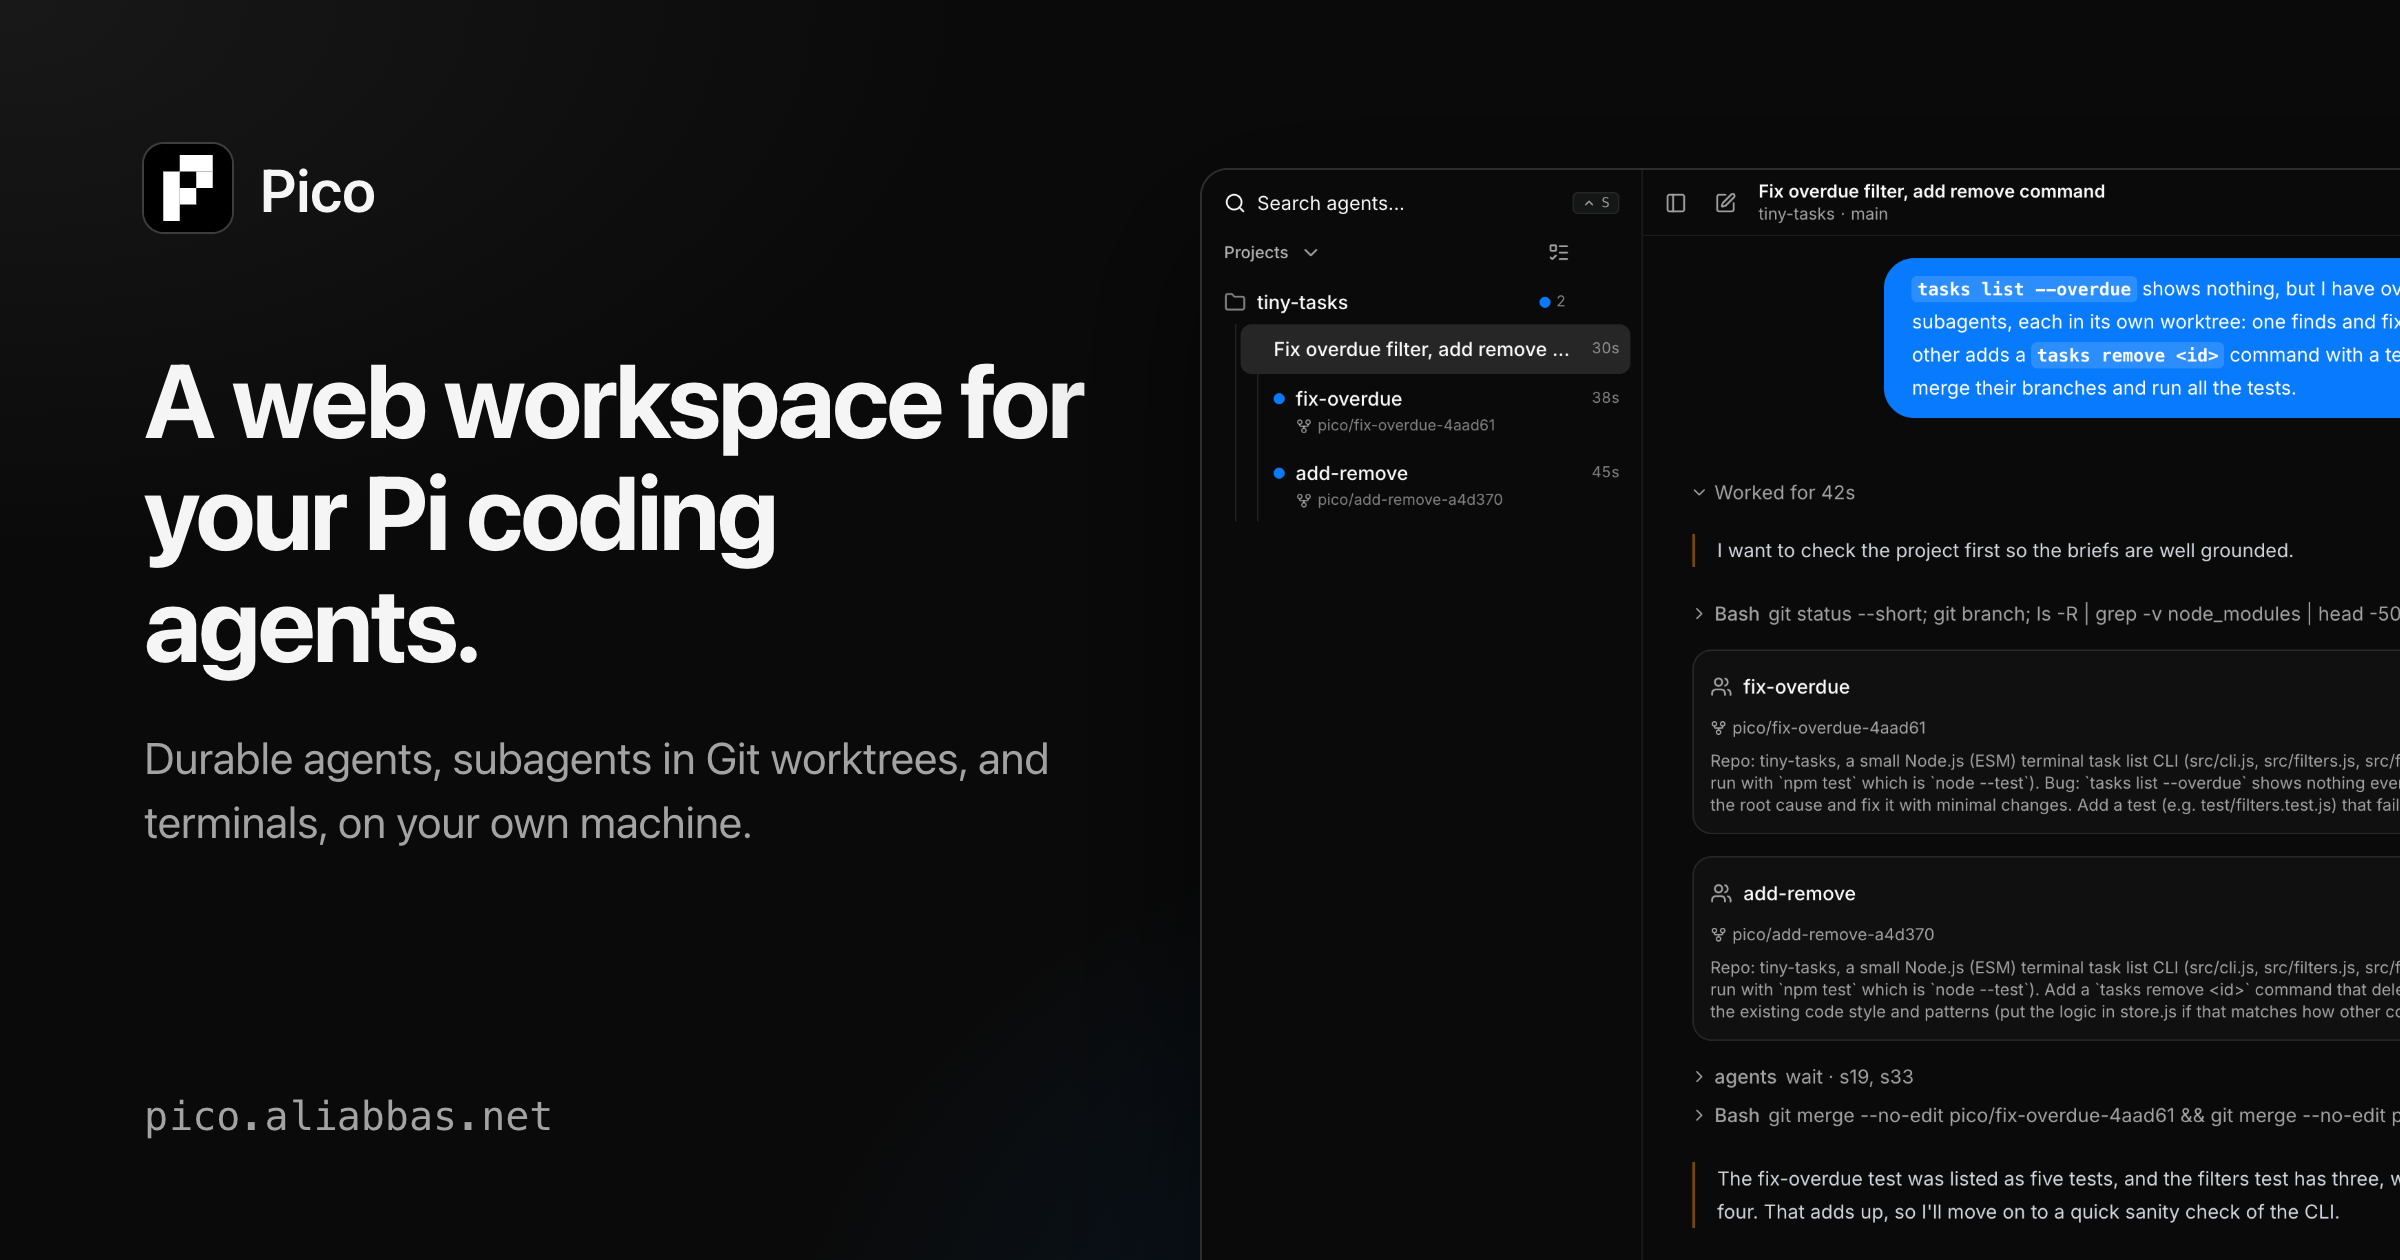 Pico
A web workspace for
your Pi coding
agents.
Durable agents, subagents in Git worktrees, and
terminals, on your own machine.
pico.aliabbas.net
Search agents...
S
Projects
tiny-tasks
2
Fix overdue filter, add remove ...
30s
fix-overdue
38s
pico/fix-overdue-4aad61
add-remove
45s
pico/add-remove-a4d370
Fix overdue filter, add remove command
tiny-tasks · main
tasks list --overdue shows nothing, but I have ov
subagents, each in its own worktree: one finds and fix
other adds a tasks remove <id> command with a te
merge their branches and run all the tests.
Worked for 42s
I want to check the project first so the briefs are well grounded.
Bash git status --short; git branch; ls -R | grep -v node_modules | head -50
fix-overdue
pico/fix-overdue-4aad61
Repo: tiny-tasks, a small Node.js (ESM) terminal task list CLI (src/cli.js, src/filters.js, src/f
run with `npm test` which is `node --test`). Bug: `tasks list --overdue` shows nothing ever
the root cause and fix it with minimal changes. Add a test (e.g. test/filters.test.js) that fail
add-remove
pico/add-remove-a4d370
Repo: tiny-tasks, a small Node.js (ESM) terminal task list CLI (src/cli.js, src/filters.js, src/f
run with `npm test` which is `node --test`). Add a `tasks remove <id>` command that dele
the existing code style and patterns (put the logic in store.js if that matches how other co
agents wait · s19, s33
Bash git merge --no-edit pico/fix-overdue-4aad61 && git merge --no-edit p
The fix-overdue test was listed as five tests, and the filters test has three, w
four. That adds up, so I'll move on to a quick sanity check of the CLI.